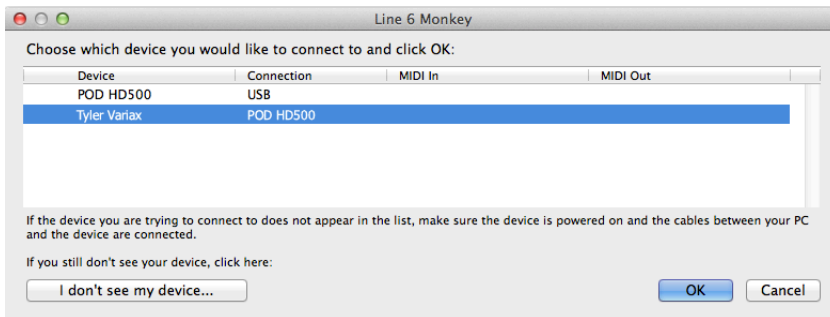 Line 6 Monkey
Choose which device you would like to connect to and click OK:
Device Connection MIDI In MIDI Out
POD HD500 USB
Tyler Variax POD HD500
If the device you are trying to connect to does not appear in the list, make sure the device is powered on and the cables between your PC
and the device are connected.
If you still don't see your device, click here:
I don't see my device... OK Cancel